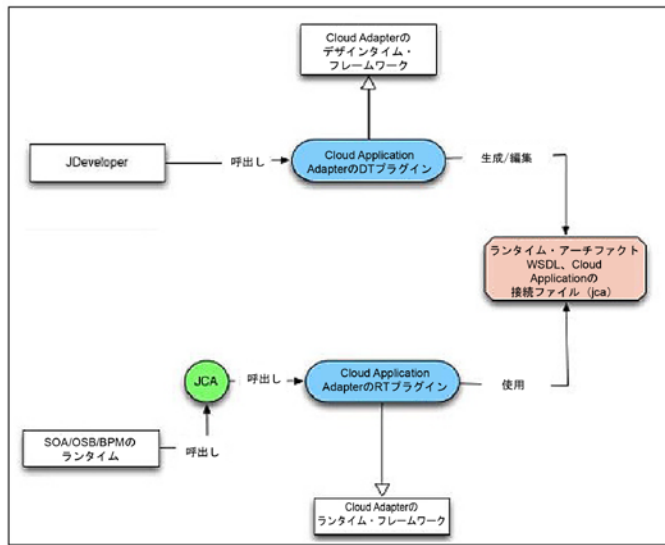 Cloud Adapterの
デザインタイム・
フレームワーク
JDeveloper
呼出し
Cloud Application
AdapterのDTプラグイン
生成/編集
ランタイム・アーチファクト
WSDL、Cloud
Applicationの
接続ファイル（jca）
JCA
呼出し
Cloud Application
AdapterのRTプラグイン
使用
SOA/OSB/BPMの
ランタイム
呼出し
Cloud Adapterの
ランタイム・フレームワーク